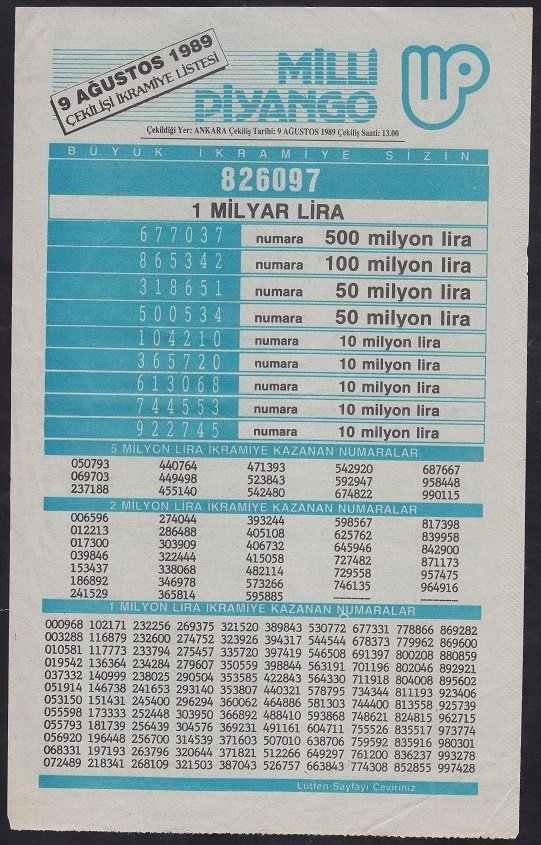 9 AĞUSTOS 1989
ÇEKİLİŞİ İKRAMİYE LİSTESİ
MİLLİ
PİYANGO
Çekildiği Yer: ANKARA Çekiliş Tarihi: 9 AĞUSTOS 1989 Çekiliş Saati: 13.00
BÜYÜK İKRAMİYE SİZİN
826097
1 MİLYAR LİRA
677037 numara 500 milyon lira
865342 numara 100 milyon lira
318651 numara 50 milyon lira
500534 numara 50 milyon lira
104210 numara 10 milyon lira
365720 numara 10 milyon lira
613068 numara 10 milyon lira
744553 numara 10 milyon lira
922745 numara 10 milyon lira
5 MİLYON LİRA İKRAMİYE KAZANAN NUMARALAR
050793 440764 471393 542920 687667
069703 449498 523843 592947 958448
237188 455140 542480 674822 990115
2 MİLYON LİRA İKRAMİYE KAZANAN NUMARALAR
006596 274044 393244 598567 817398
012213 286488 405108 625762 839958
017300 303909 406732 645946 842900
039846 322444 415058 727482 871173
153437 338068 482114 729558 957475
186892 346978 573266 746135 964916
241529 365814 595885 ------ ------
1 MİLYON LİRA İKRAMİYE KAZANAN NUMARALAR
000968 102171 232256 269375 321520 389843 530772 677331 778866 869282
003288 116879 232600 274752 323926 394317 544544 678373 779962 869600
010581 117773 233794 275457 335720 397419 546508 691397 800208 880859
019542 136364 234284 279607 350559 398844 563191 701196 802046 892921
037332 140999 238025 290504 353585 422843 564330 711918 804008 895602
051914 146738 241653 293140 353807 440321 578795 734344 811193 923406
053150 151431 245400 296294 360062 464886 581303 744400 813558 925739
055598 173333 252448 303950 366892 488410 593868 748621 824815 962715
055793 181739 256439 304576 369231 491161 604711 755526 835517 973774
056920 196448 256700 314539 371603 507010 638706 759592 835916 980301
068331 197193 263796 320644 371821 512266 649297 761200 836237 993278
072489 218341 268109 321503 387043 526757 663843 774308 852855 997428
Lütfen Sayfayı Çeviriniz